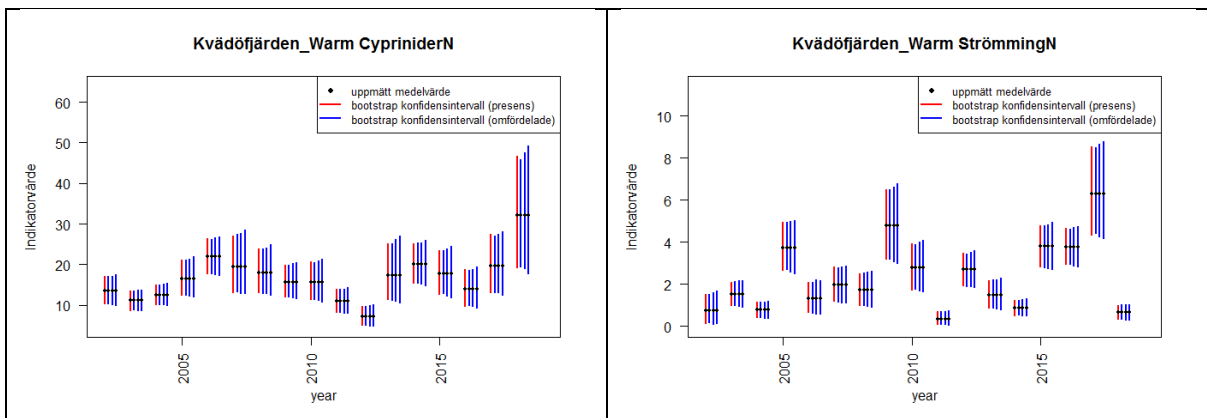 Kvädöfjärden_Warm CypriniderN
uppmätt medelvärde
bootstrap konfidensintervall (presens)
bootstrap konfidensintervall (omfördelade)
Indikatorvärde
60
50
40
30
20
10
2005
2010
2015
year
Kvädöfjärden_Warm StrömmingN
uppmätt medelvärde
bootstrap konfidensintervall (presens)
bootstrap konfidensintervall (omfördelade)
Indikatorvärde
10
8
6
4
2
0
2005
2010
2015
year